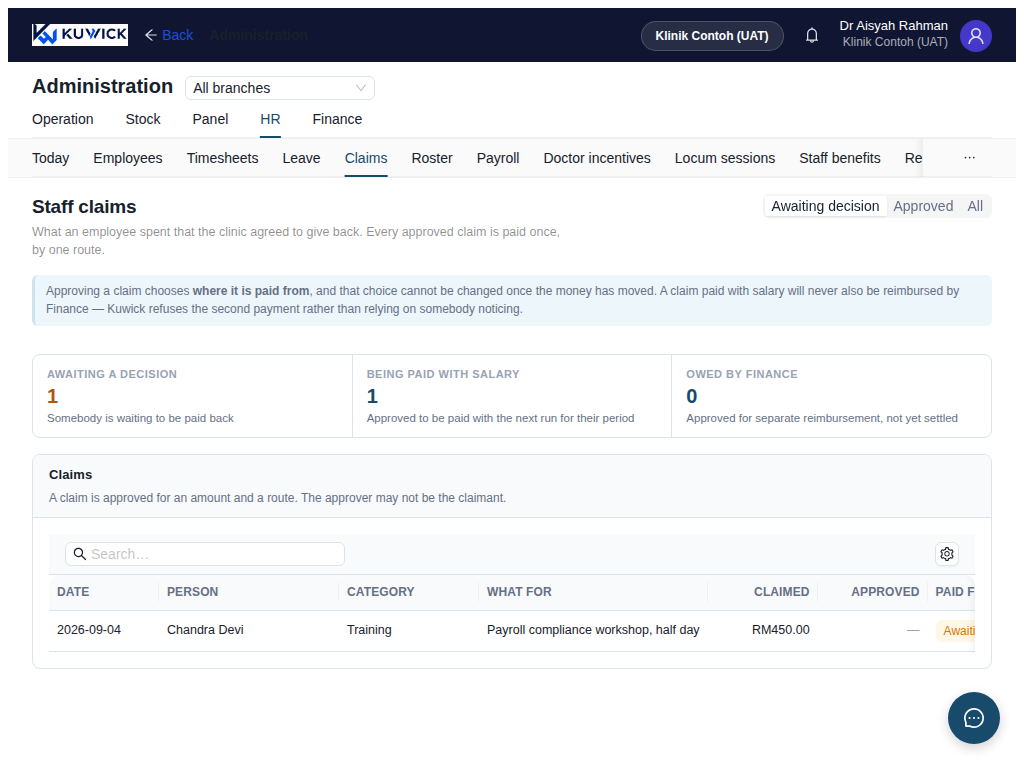 KUWICK
Back
Administration
Klinik Contoh (UAT)
Dr Aisyah Rahman
Klinik Contoh (UAT)
Administration
All branches
Operation
Stock
Panel
HR
Finance
Today
Employees
Timesheets
Leave
Claims
Roster
Payroll
Doctor incentives
Locum sessions
Staff benefits
Re
···
Staff claims
Awaiting decision
Approved
All
What an employee spent that the clinic agreed to give back. Every approved claim is paid once,
by one route.
Approving a claim chooses where it is paid from, and that choice cannot be changed once the money has moved. A claim paid with salary will never also be reimbursed by
Finance — Kuwick refuses the second payment rather than relying on somebody noticing.
AWAITING A DECISION
1
Somebody is waiting to be paid back
BEING PAID WITH SALARY
1
Approved to be paid with the next run for their period
OWED BY FINANCE
0
Approved for separate reimbursement, not yet settled
Claims
A claim is approved for an amount and a route. The approver may not be the claimant.
Search…
DATE
PERSON
CATEGORY
WHAT FOR
CLAIMED
APPROVED
PAID F
2026-09-04
Chandra Devi
Training
Payroll compliance workshop, half day
RM450.00
—
Awaiti